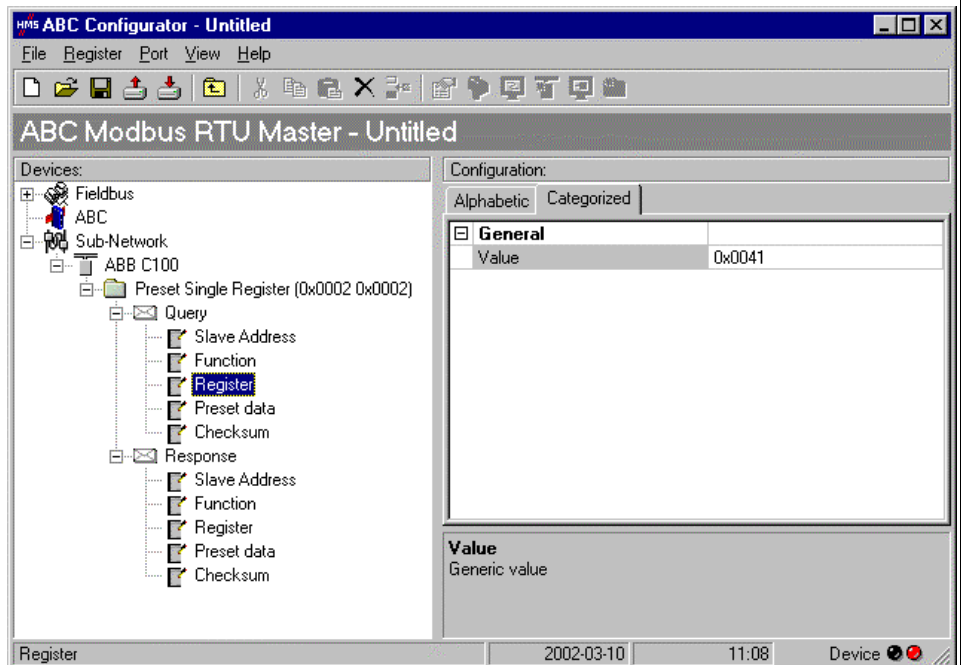 HMS ABC Configurator - Untitled
File Register Port View Help
ABC Modbus RTU Master - Untitled
Devices:
Fieldbus
ABC
Sub-Network
ABB C100
Preset Single Register (0x0002 0x0002)
Query
Slave Address
Function
Register
Preset data
Checksum
Response
Slave Address
Function
Register
Preset data
Checksum
Configuration:
Alphabetic Categorized
General
Value 0x0041
Value
Generic value
Register 2002-03-10 11:08 Device